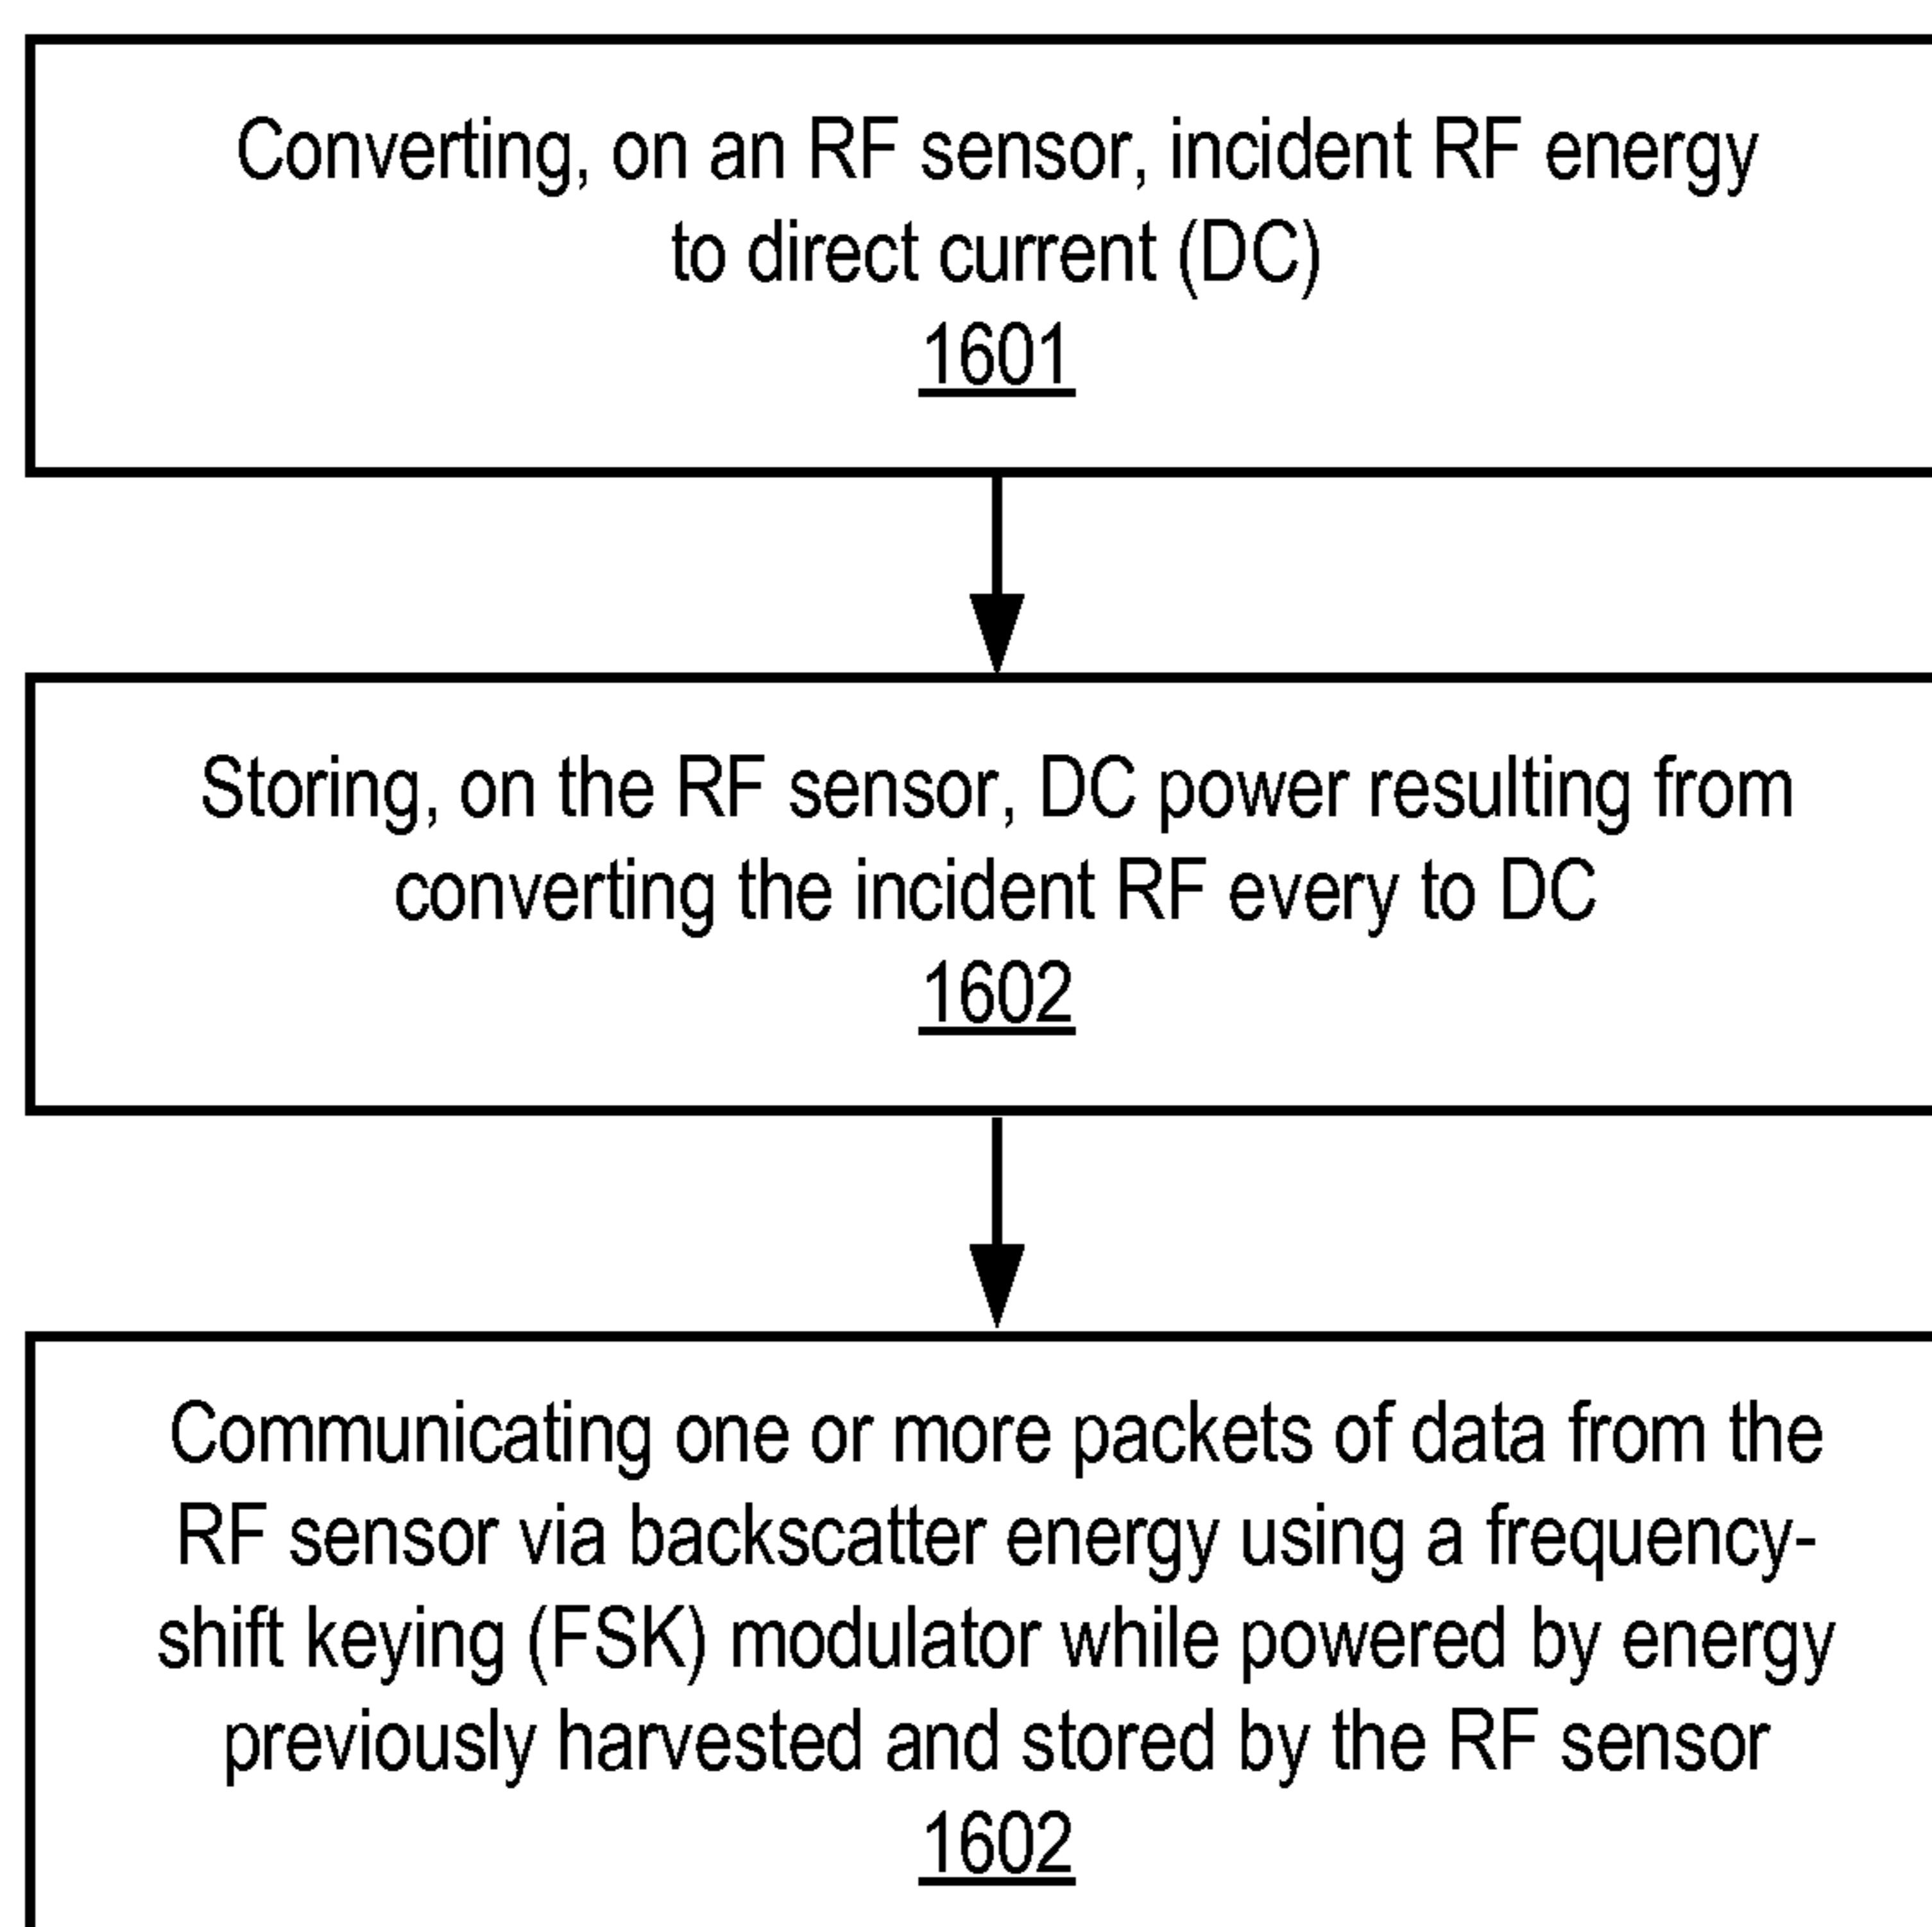 Converting, on an RF sensor, incident RF energy
to direct current (DC)
1601
Storing, on the RF sensor, DC power resulting from
converting the incident RF every to DC
1602
Communicating one or more packets of data from the
RF sensor via backscatter energy using a frequency-
shift keying (FSK) modulator while powered by energy
previously harvested and stored by the RF sensor
1602